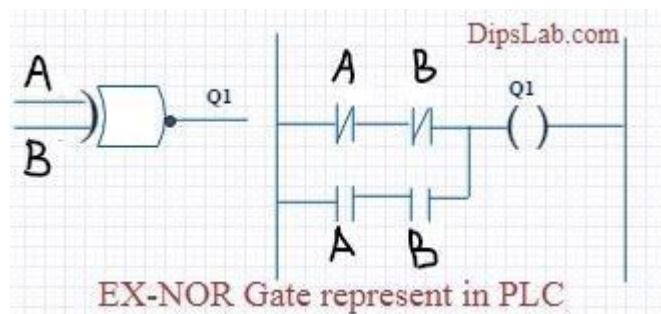 DipsLab.com
A
B
Q1
A B
Q1
A B
EX-NOR Gate represent in PLC